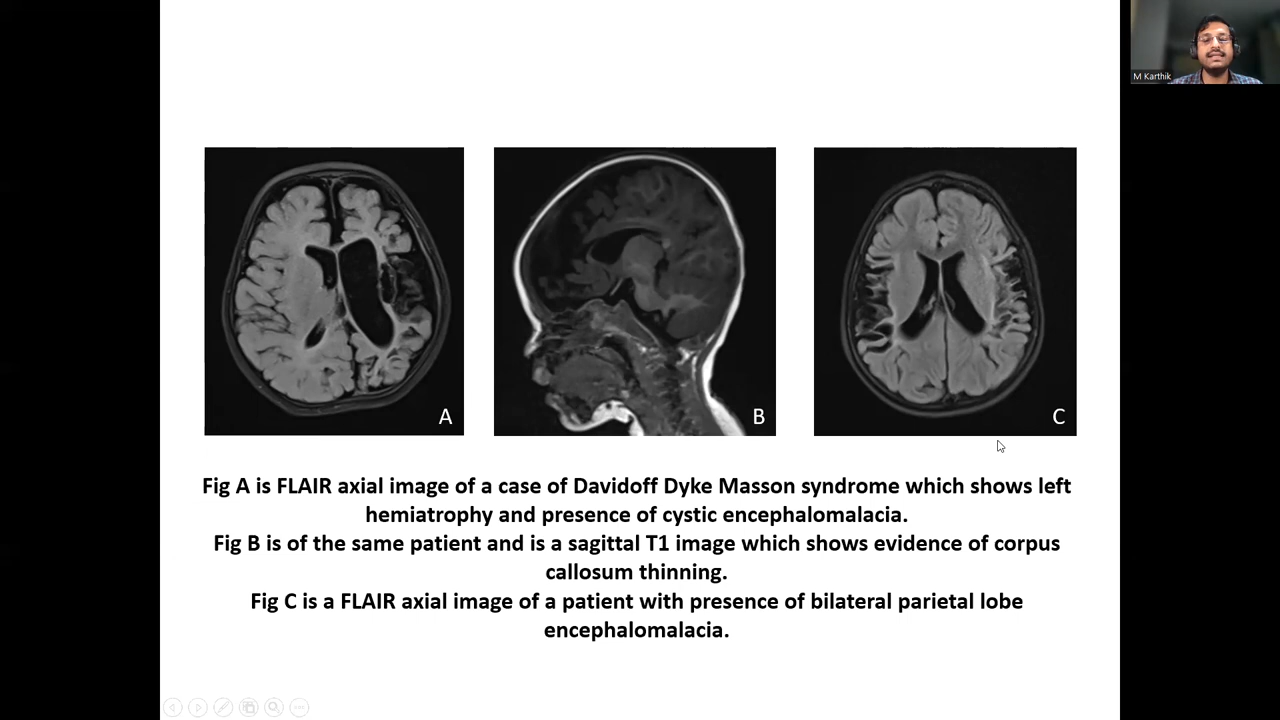 M Karthik
A
B
C
Fig A is FLAIR axial image of a case of Davidoff Dyke Masson syndrome which shows left
hemiatrophy and presence of cystic encephalomalacia.
Fig B is of the same patient and is a sagittal T1 image which shows evidence of corpus
callosum thinning.
Fig C is a FLAIR axial image of a patient with presence of bilateral parietal lobe
encephalomalacia.